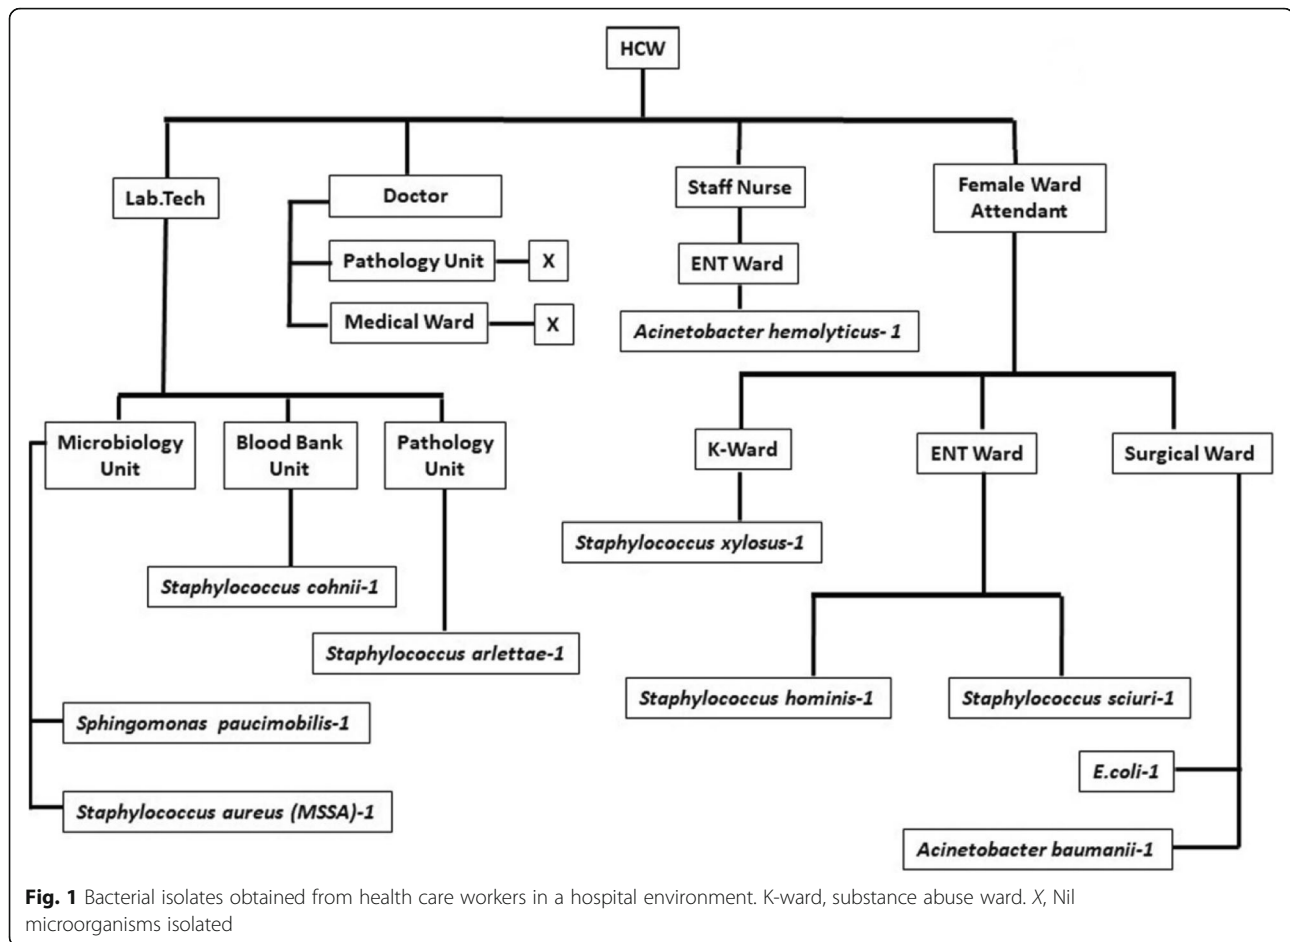 HCW
Lab.Tech
Doctor
Staff Nurse
Female Ward
Attendant
Pathology Unit
X
ENT Ward
Medical Ward
X
Acinetobacter hemolyticus- 1
Microbiology
Unit
Blood Bank
Unit
Pathology
Unit
K-Ward
ENT Ward
Surgical Ward
Staphylococcus xylosus-1
Staphylococcus cohnii-1
Staphylococcus arlettae-1
Staphylococcus hominis-1
Staphylococcus sciuri-1
Sphingomonas paucimobilis-1
E.coli-1
Staphylococcus aureus (MSSA)-1
Acinetobacter baumanii-1
Fig. 1 Bacterial isolates obtained from health care workers in a hospital environment. K-ward, substance abuse ward. X, Nil
microorganisms isolated